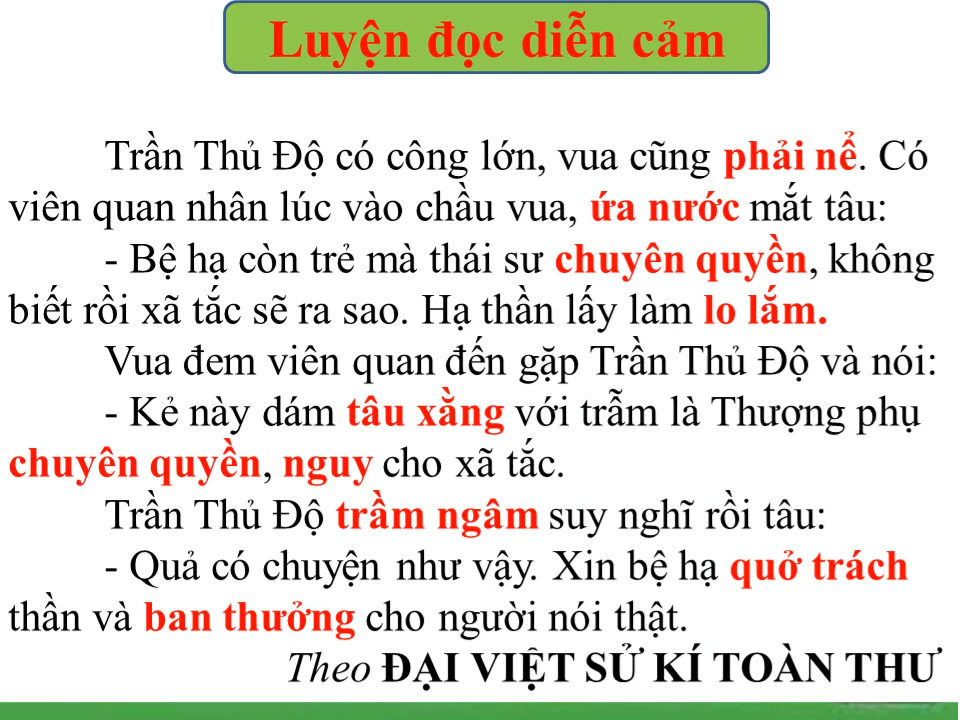 Luyện đọc diễn cảm
Trần Thủ Độ có công lớn, vua cũng phải nể. Có
viên quan nhân lúc vào chầu vua, ứa nước mắt tâu:
- Bệ hạ còn trẻ mà thái sư chuyên quyền, không
biết rồi xã tắc sẽ ra sao. Hạ thần lấy làm lo lắm.
Vua đem viên quan đến gặp Trần Thủ Độ và nói:
- Kẻ này dám tâu xằng với trẫm là Thượng phụ
chuyên quyền, nguy cho xã tắc.
Trần Thủ Độ trầm ngâm suy nghĩ rồi tâu:
- Quả có chuyện như vậy. Xin bệ hạ quở trách
thần và ban thưởng cho người nói thật.
Theo ĐẠI VIỆT SỬ KÍ TOÀN THƯ